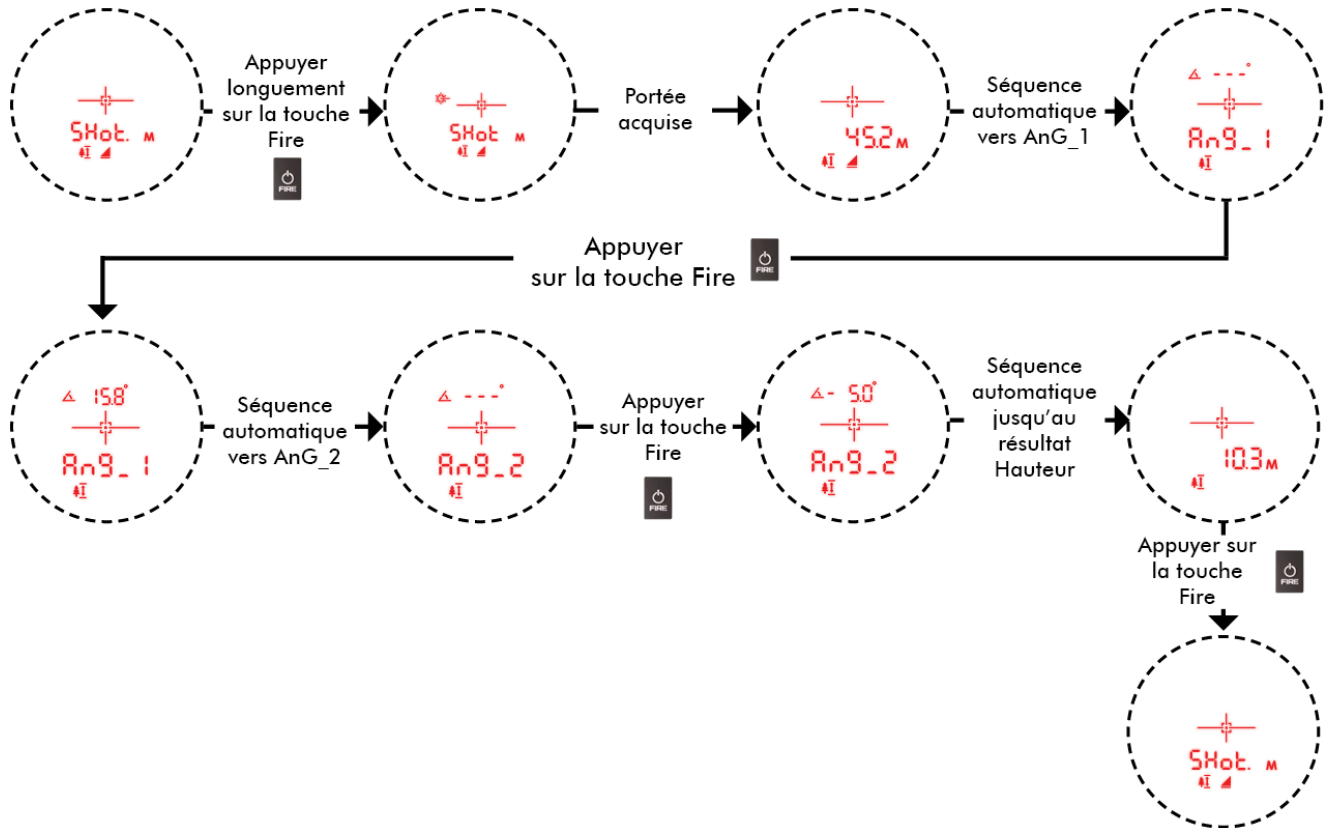 SHot. M
Appuyer
longuement
sur la touche
Fire
FIRE
SHot M
Portée
acquise
45.2 M
Séquence
automatique
vers AnG_1
---°
AnG_1
Appuyer
sur la touche Fire
FIRE
15.8°
AnG_1
Séquence
automatique
vers AnG_2
---°
AnG_2
Appuyer
sur la touche
Fire
FIRE
- 5.0°
AnG_2
Séquence
automatique
jusqu'au
résultat
Hauteur
10.3 M
Appuyer sur
la touche
Fire
FIRE
SHot. M